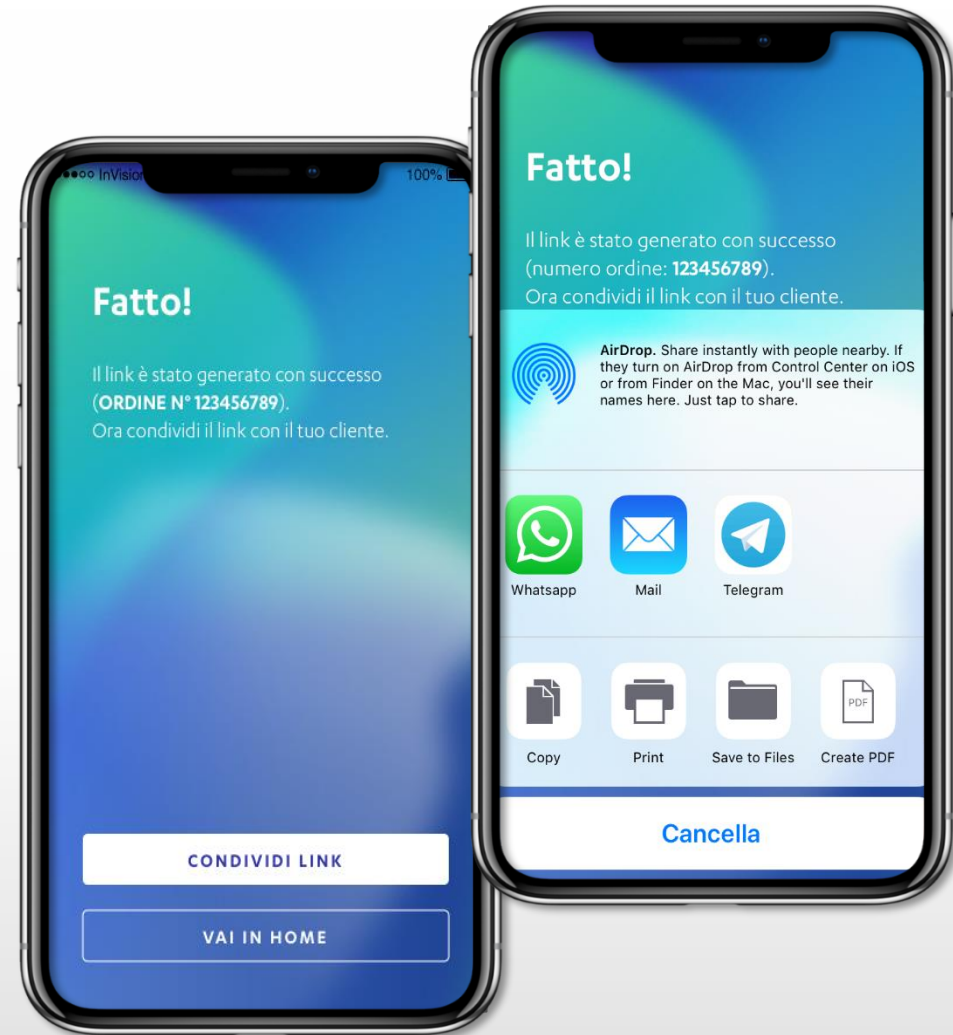 InVision
100%
Fatto!
Il link è stato generato con successo
(ORDINE N° 123456789).
Ora condividi il link con il tuo cliente.
CONDIVIDI LINK
VAI IN HOME
Fatto!
Il link è stato generato con successo
(numero ordine: 123456789).
Ora condividi il link con il tuo cliente.
AirDrop. Share instantly with people nearby. If
they turn on AirDrop from Control Center on iOS
or from Finder on the Mac, you'll see their
names here. Just tap to share.
Whatsapp Mail Telegram
PDF
Copy Print Save to Files Create PDF
Cancella